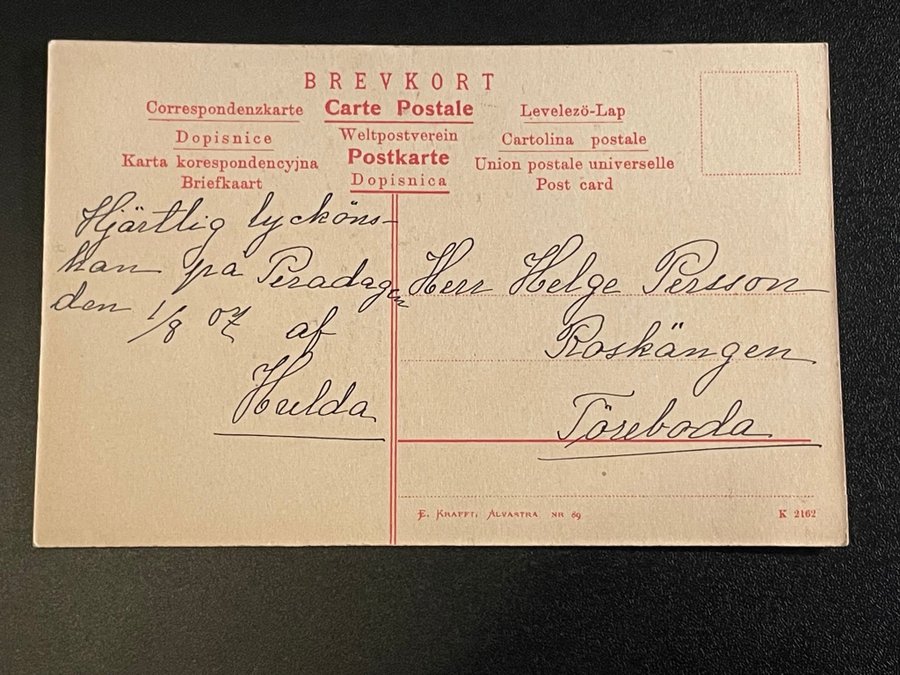 BREVKORT
Correspondenzkarte Carte Postale Levelezö-Lap
Dopisnice Weltpostverein Cartolina postale
Karta korespondencyjna Postkarte Union postale universelle
Briefkaart Dopisnica Post card
Hjärtlig lycköns-
kan på Peradagen
den 1/8 07 af
Hulda
Herr Helge Persson
Roskängen
Töreboda
E. KRAFFT, ALVASTRA NR 69
K 2162